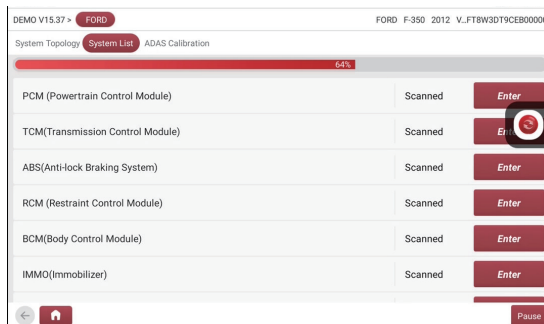 DEMO V15.37 > FORD FORD F-350 2012 V..FT8W3DT9CEB0000
System Topology System List ADAS Calibration
64%
PCM (Powertrain Control Module) Scanned Enter
TCM(Transmission Control Module) Scanned
ABS(Anti-lock Braking System) Scanned Enter
RCM (Restraint Control Module) Scanned Enter
BCM(Body Control Module) Scanned Enter
IMMO(Immobilizer) Scanned Enter
Pause